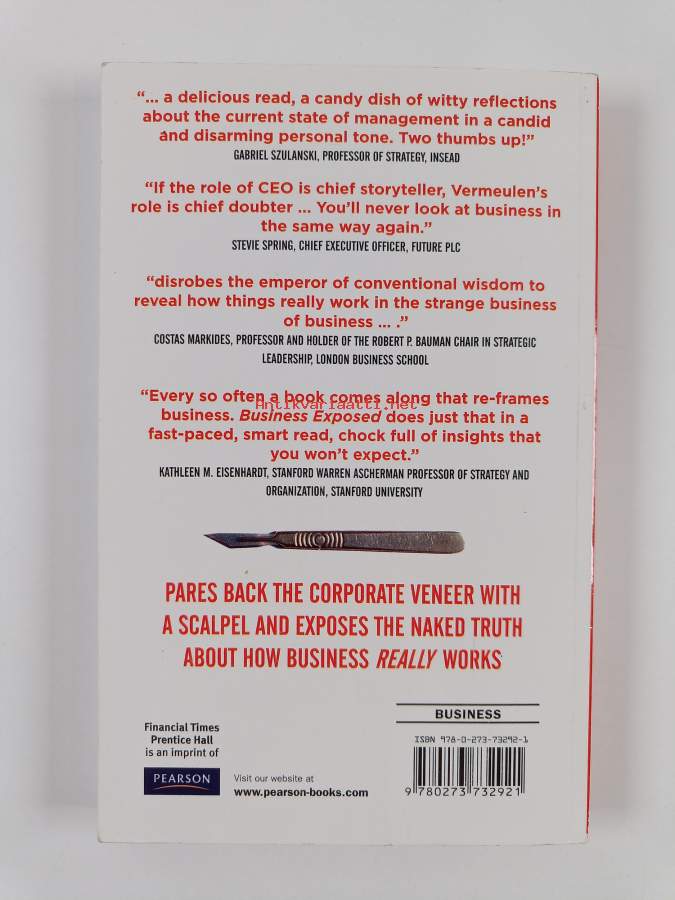 “... a delicious read, a candy dish of witty reflections
about the current state of management in a candid
and disarming personal tone. Two thumbs up!”
GABRIEL SZULANSKI, PROFESSOR OF STRATEGY, INSEAD
“If the role of CEO is chief storyteller, Vermeulen’s
role is chief doubter ... You’ll never look at business in
the same way again.”
STEVIE SPRING, CHIEF EXECUTIVE OFFICER, FUTURE PLC
“disrobes the emperor of conventional wisdom to
reveal how things really work in the strange business
of business ... .”
COSTAS MARKIDES, PROFESSOR AND HOLDER OF THE ROBERT P. BAUMAN CHAIR IN STRATEGIC
LEADERSHIP, LONDON BUSINESS SCHOOL
“Every so often a book comes along that re-frames
Antikvariaatti.net
business. Business Exposed does just that in a
fast-paced, smart read, chock full of insights that
you won’t expect.”
KATHLEEN M. EISENHARDT, STANFORD WARREN ASCHERMAN PROFESSOR OF STRATEGY AND
ORGANIZATION, STANFORD UNIVERSITY
PARES BACK THE CORPORATE VENEER WITH
A SCALPEL AND EXPOSES THE NAKED TRUTH
ABOUT HOW BUSINESS REALLY WORKS
BUSINESS
ISBN 978-0-273-73292-1
9 780273 732921
Financial Times
Prentice Hall
is an imprint of
PEARSON
Visit our website at
www.pearson-books.com